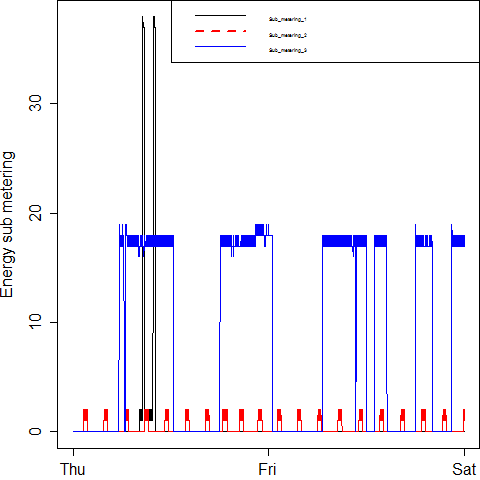 Sub_metering_1
Sub_metering_2
Sub_metering_3
Energy sub metering
30
20
10
0
Thu Fri Sat